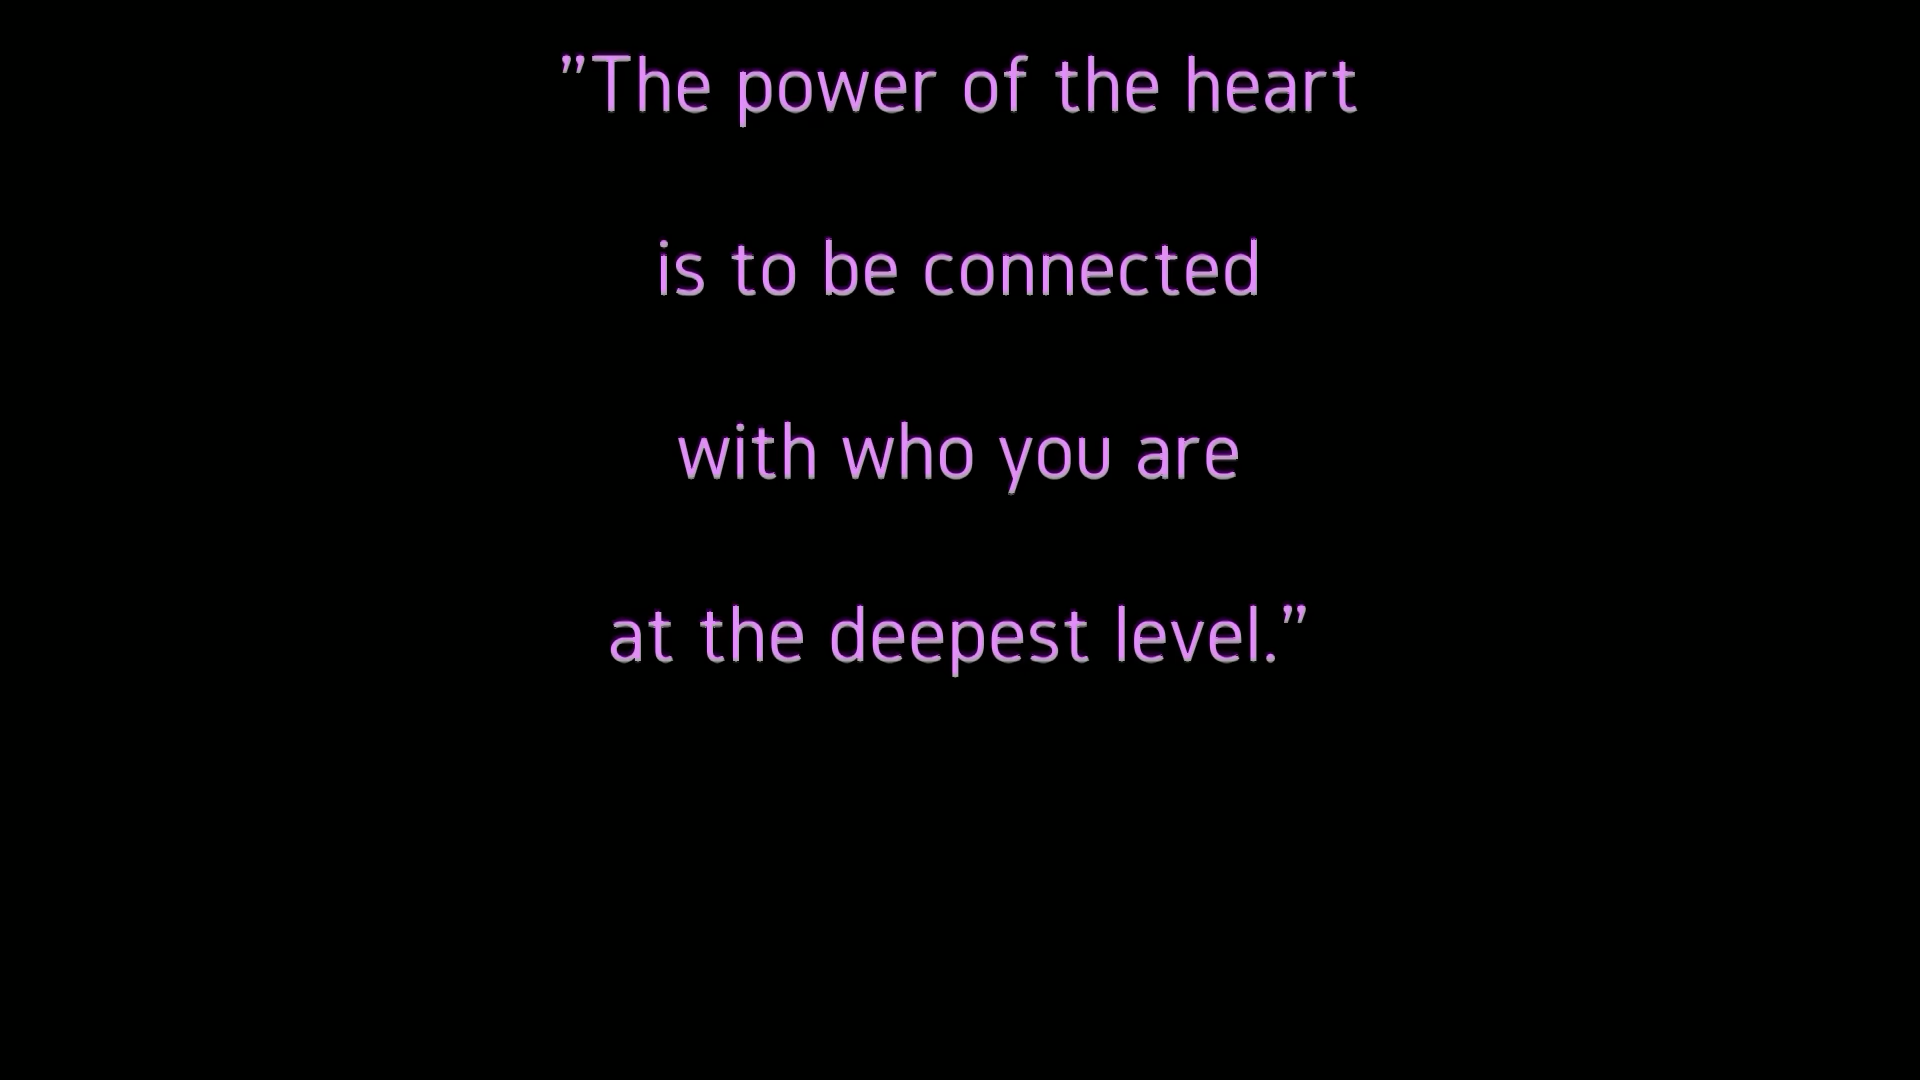 ”The power of the heart
is to be connected
with who you are
at the deepest level.”